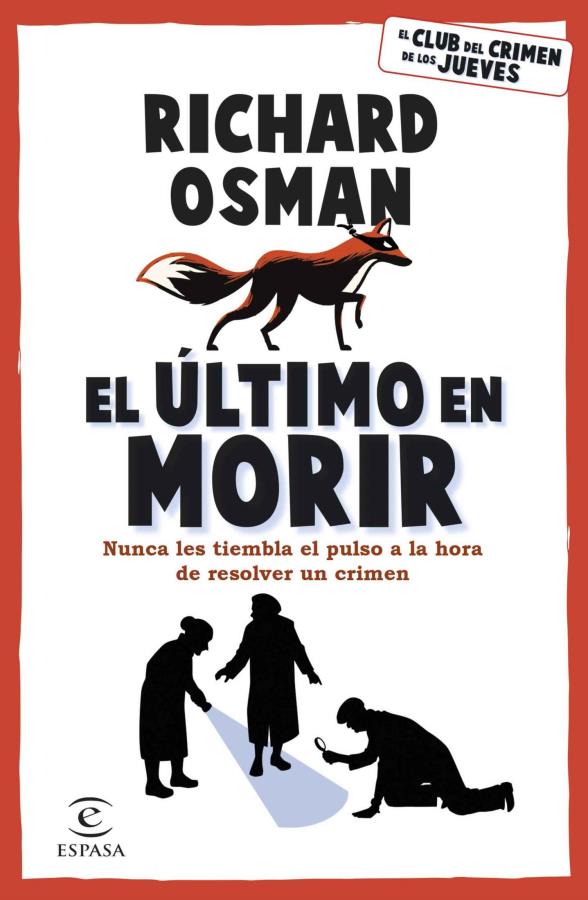 EL CLUB DEL CRIMEN
DE LOS JUEVES
RICHARD
OSMAN
EL ÚLTIMO EN
MORIR
Nunca les tiembla el pulso a la hora
de resolver un crimen
e
ESPASA